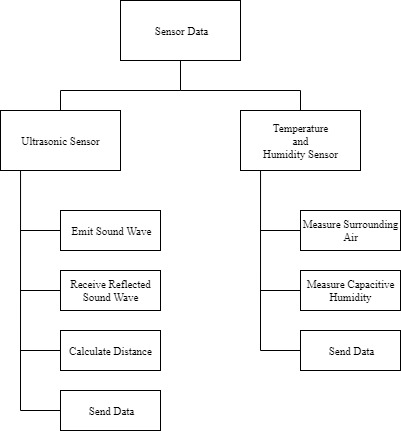 Sensor Data
Ultrasonic Sensor
Temperature
and
Humidity Sensor
Emit Sound Wave
Receive Reflected
Sound Wave
Calculate Distance
Send Data
Measure Surrounding
Air
Measure Capacitive
Humidity
Send Data